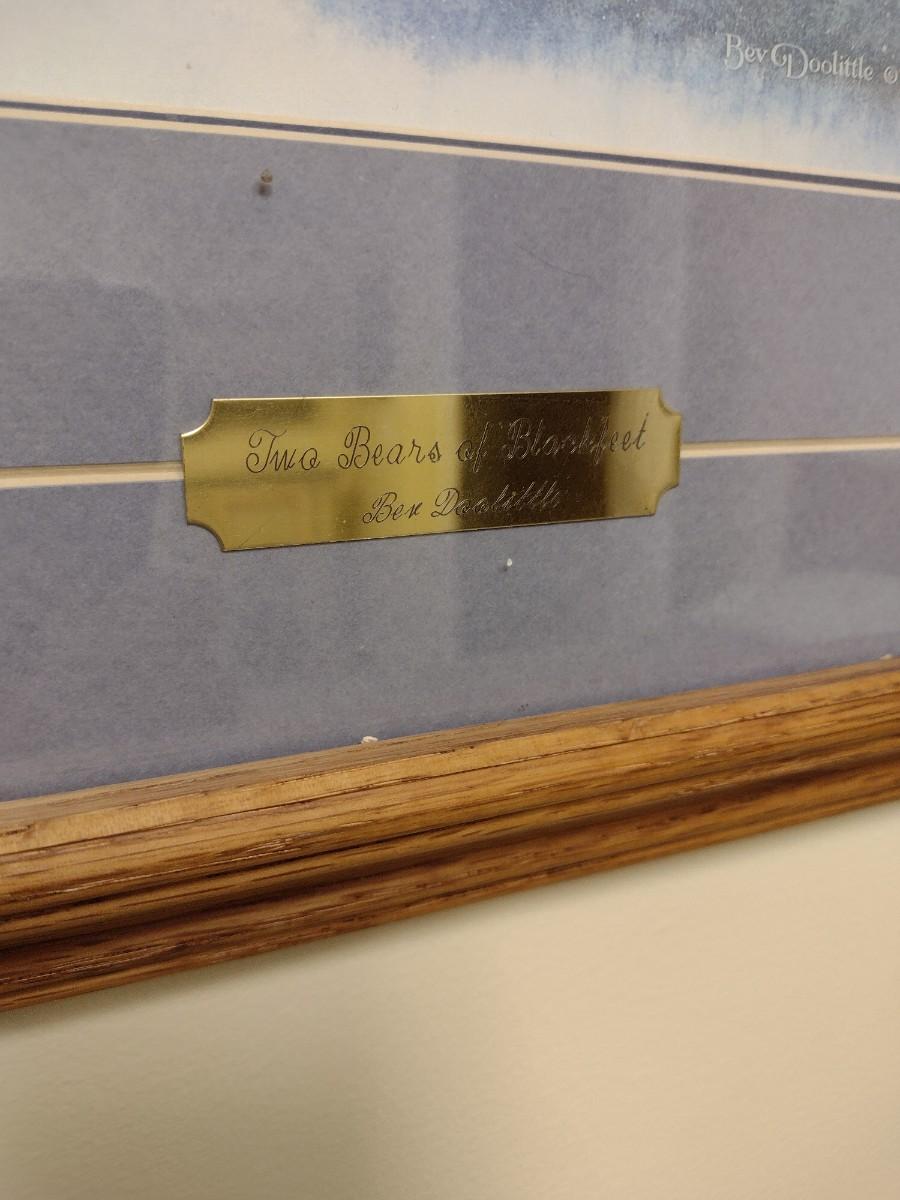 Bev Doolittle ©
Two Bears of Blackfeet
Bev Doolittle